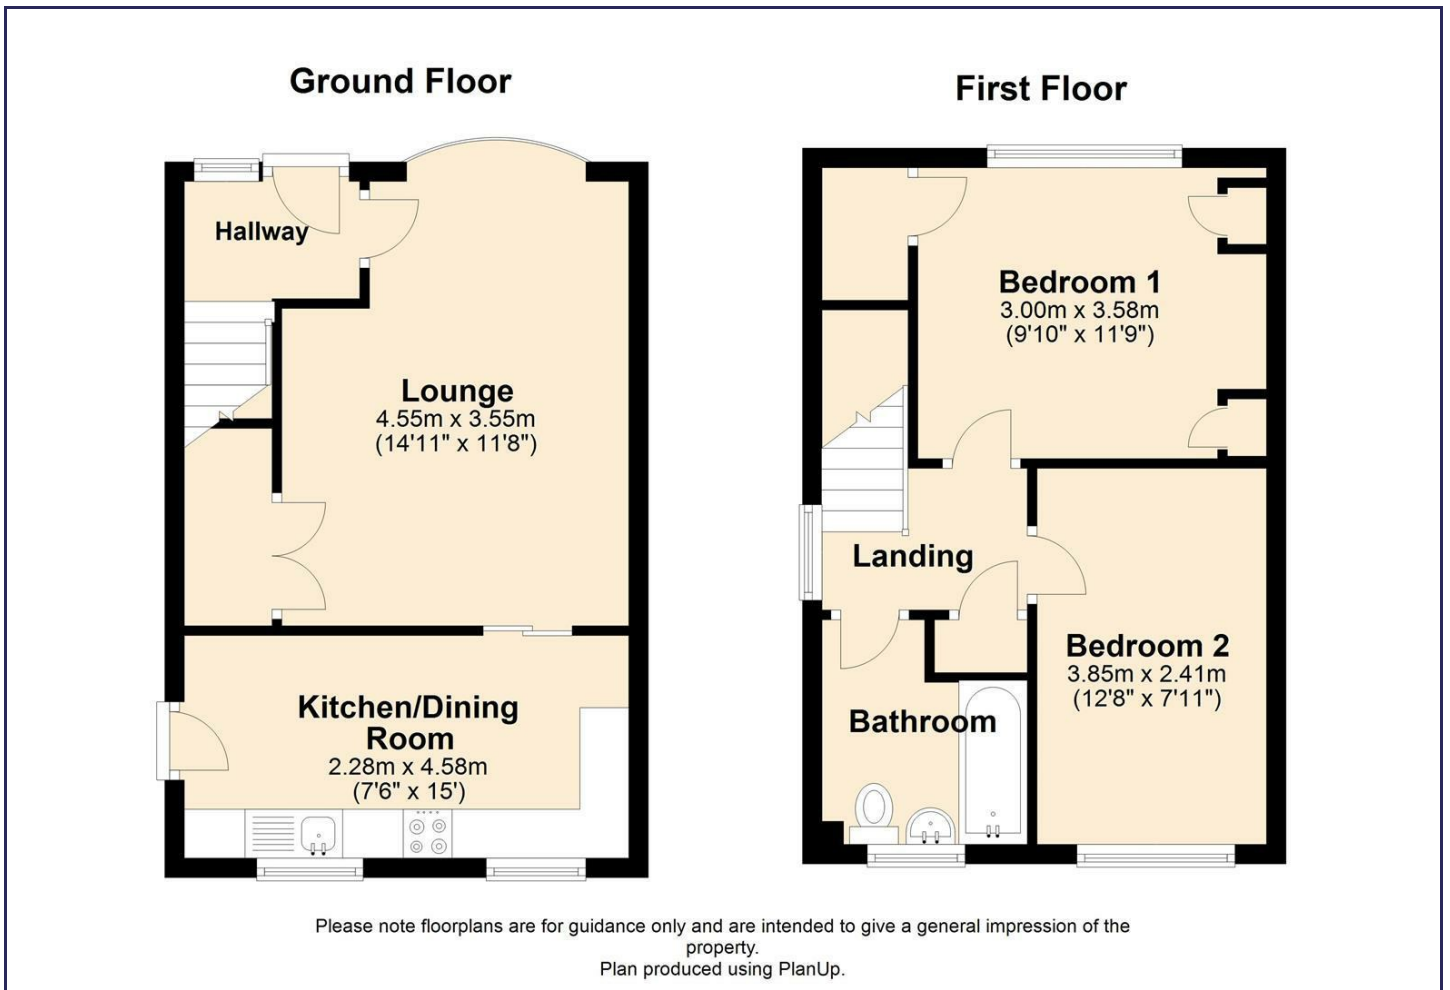 Ground Floor
Hallway
Lounge
4.55m x 3.55m
(14'11" x 11'8")
Kitchen/Dining
Room
2.28m x 4.58m
(7'6" x 15')
First Floor
Bedroom 1
3.00m x 3.58m
(9'10" x 11'9")
Landing
Bedroom 2
3.85m x 2.41m
(12'8" x 7'11")
Bathroom
Please note floorplans are for guidance only and are intended to give a general impression of the
property.
Plan produced using PlanUp.